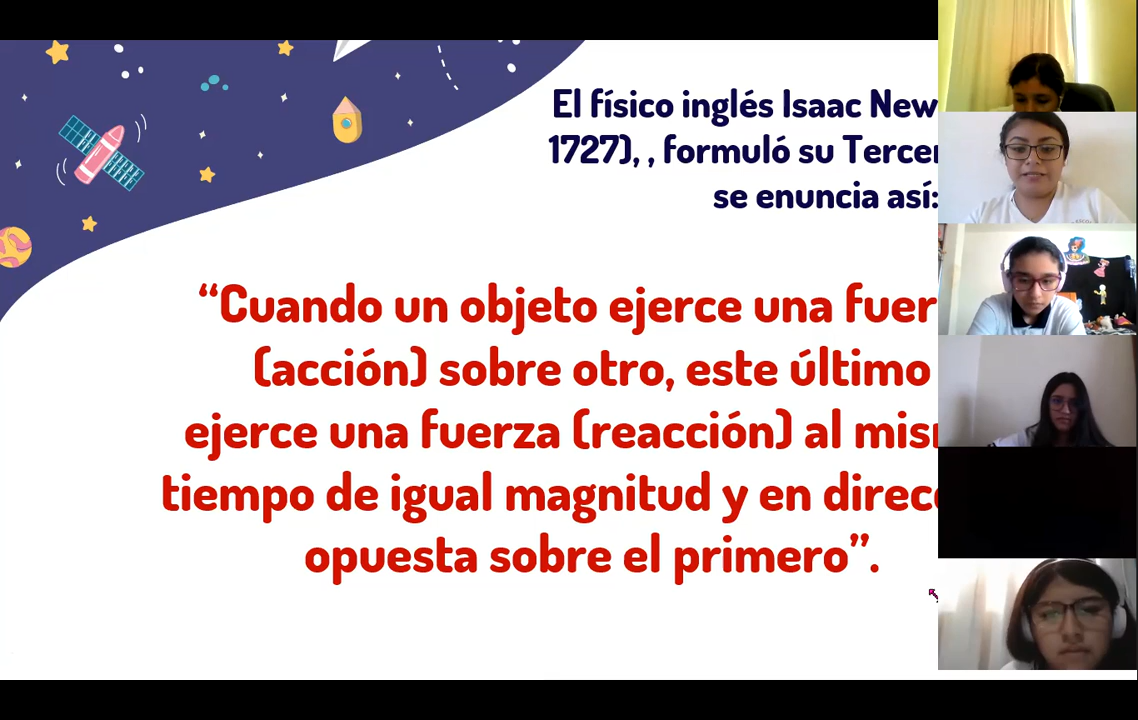 El físico inglés Isaac New
1727), , formuló su Tercer
se enuncia así:
“Cuando un objeto ejerce una fuer
(acción) sobre otro, este último
ejerce una fuerza (reacción) al mis
tiempo de igual magnitud y en direc
opuesta sobre el primero”.